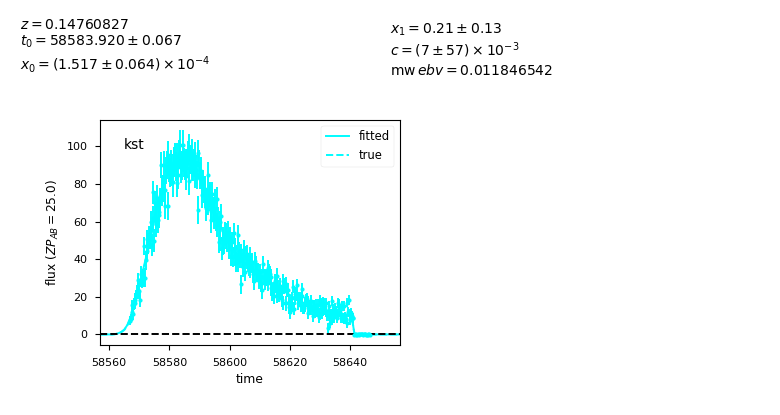 z = 0.14760827
t₀ = 58583.920 ± 0.067
x₀ = (1.517 ± 0.064) × 10⁻⁴
x₁ = 0.21 ± 0.13
c = (7 ± 57) × 10⁻³
mw ebv = 0.011846542
kst
fitted
true
100
80
60
40
20
0
flux (ZP_AB = 25.0)
58560 58580 58600 58620 58640
time